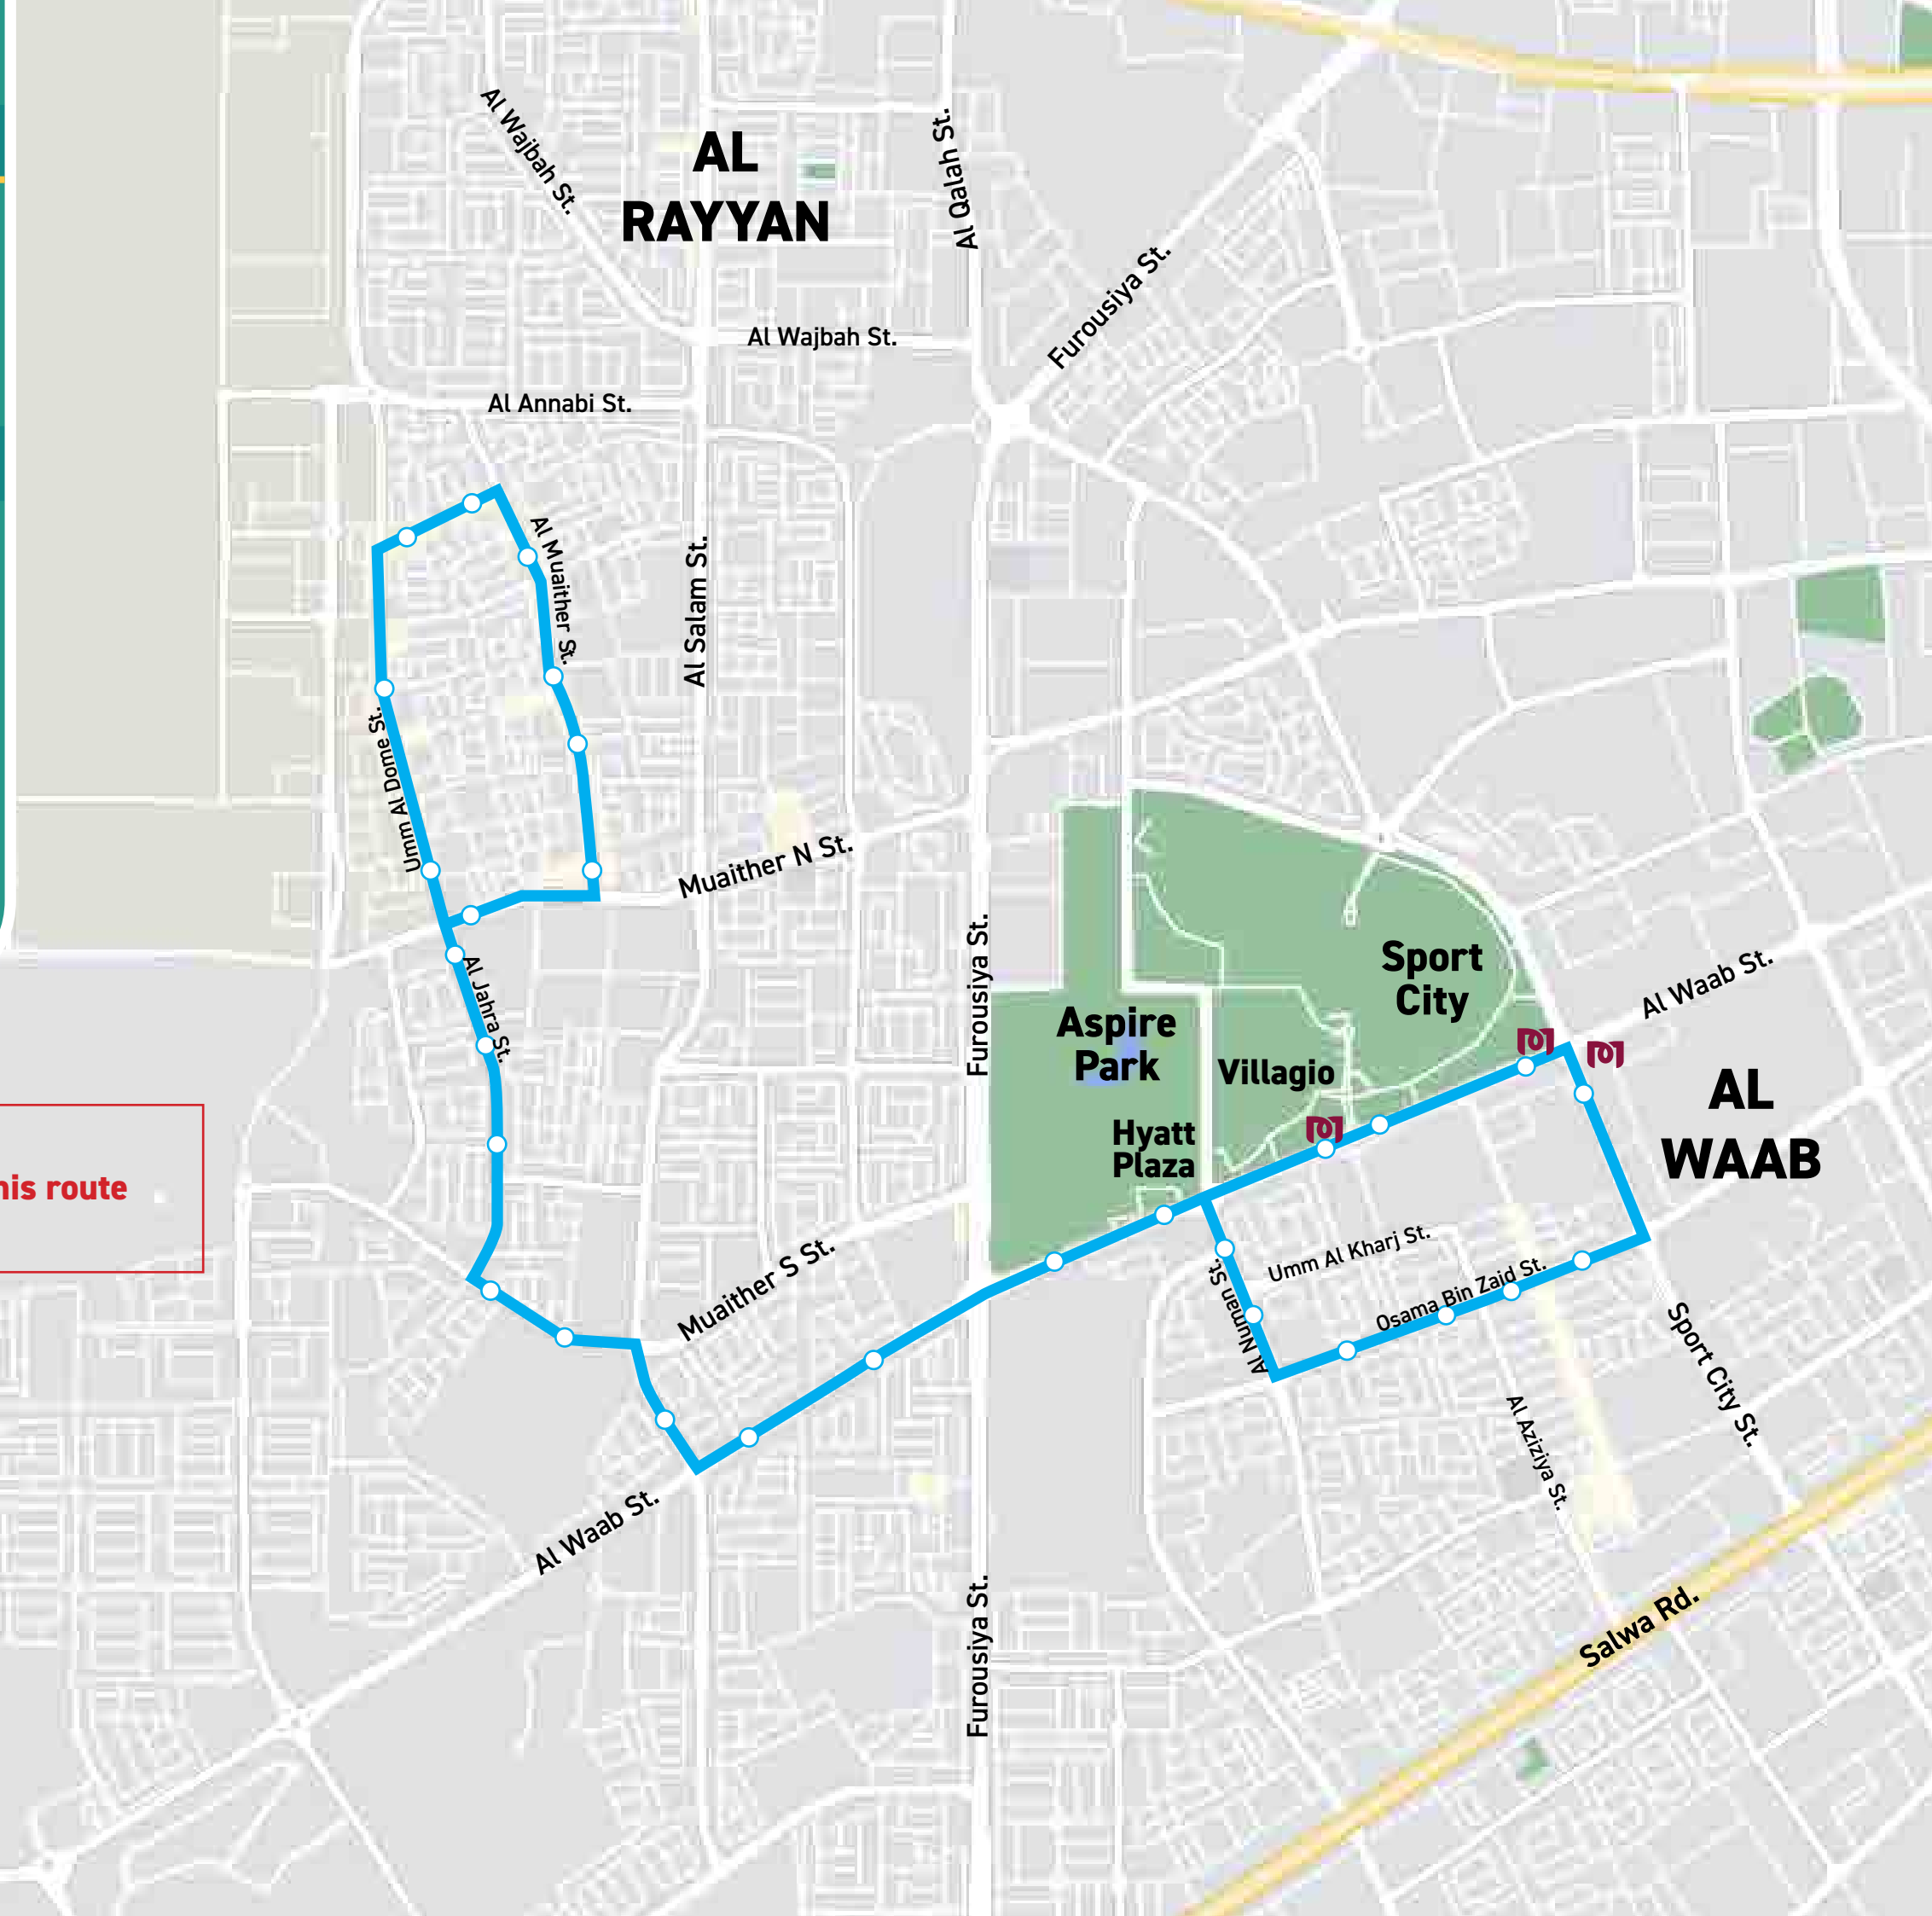 Al Wajbah St.
AL
RAYYAN
Al Qalah St.
Furousiya St.
Al Wajbah St.
Al Annabi St.
Al Muaither St.
Al Salam St.
Umm Al Dome St.
Muaither N St.
Furousiya St.
Al Jahra St.
Sport
City
Aspire
Park
Villagio
Hyatt
Plaza
Al Waab St.
AL
WAAB
his route
Muaither S St.
Umm Al Kharj St.
Al Numan St.
Osama Bin Zaid St.
Sport City St.
Al Aziziya St.
Al Waab St.
Furousiya St.
Salwa Rd.